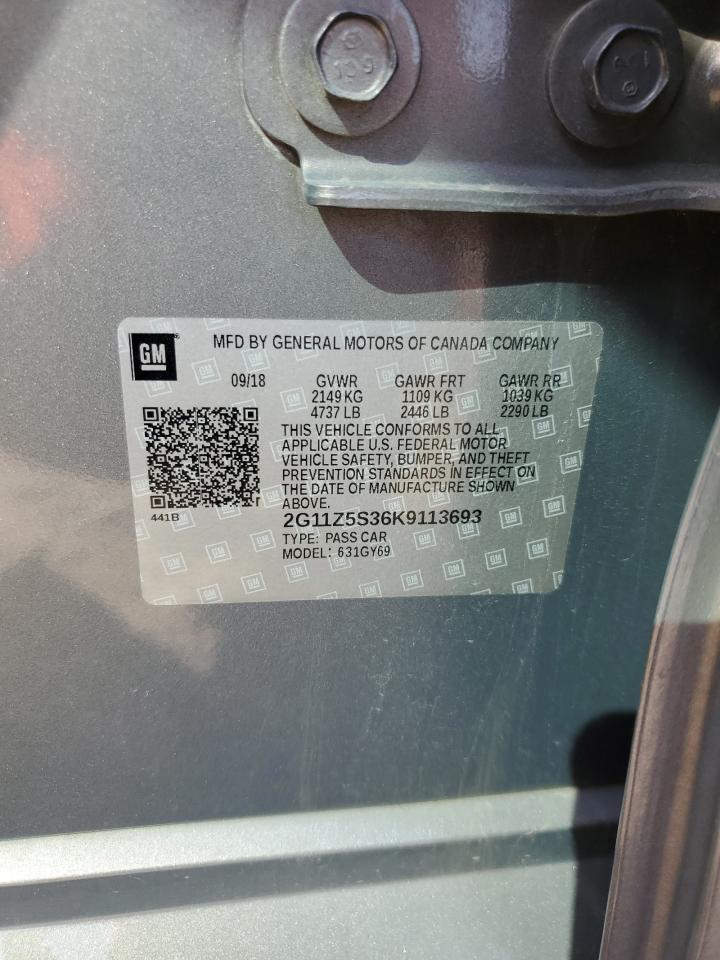 109
GM
MFD BY GENERAL MOTORS OF CANADA COMPANY
09/18 GVWR GAWR FRT GAWR RR
2149 KG 1109 KG 1039 KG
4737 LB 2446 LB 2290 LB
THIS VEHICLE CONFORMS TO ALL
APPLICABLE U.S. FEDERAL MOTOR
VEHICLE SAFETY, BUMPER, AND THEFT
PREVENTION STANDARDS IN EFFECT ON
THE DATE OF MANUFACTURE SHOWN
ABOVE.
441B
2G11Z5S36K9113693
TYPE: PASS CAR
MODEL: 631GY69